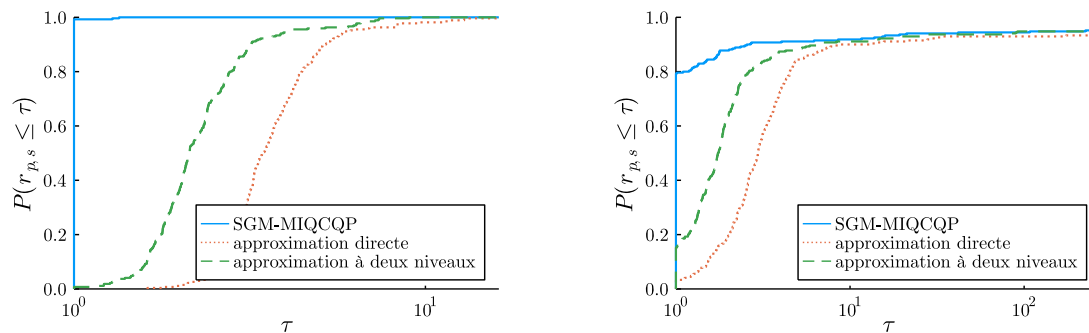 1.0
0.8
0.6
0.4
0.2
0.0
P(r_{p,s} ≤ τ)
SGM-MIQCQP
approximation directe
approximation à deux niveaux
10^0
10^1
τ
1.0
0.8
0.6
0.4
0.2
0.0
P(r_{p,s} ≤ τ)
SGM-MIQCQP
approximation directe
approximation à deux niveaux
10^0
10^1
10^2
τ